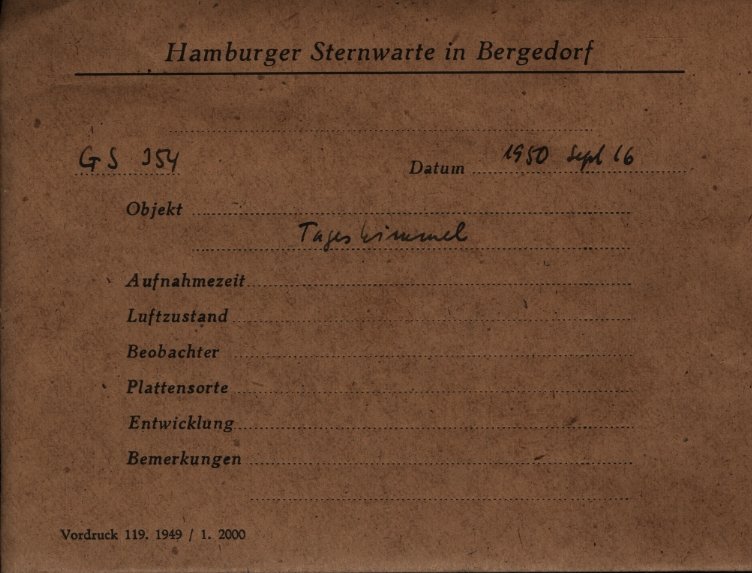 Hamburger Sternwarte in Bergedorf
GS 354 Datum 1950 Sept 16
Objekt
Tageshimmel
Aufnahmezeit
Luftzustand
Beobachter
Plattensorte
Entwicklung
Bemerkungen
Vordruck 119. 1949 / 1. 2000